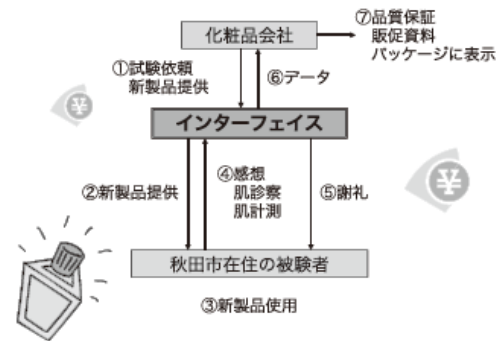 ⑦品質保証
販促資料
パッケージに表示
化粧品会社
①試験依頼
新製品提供
⑥データ
¥
インターフェイス
②新製品提供
④感想
肌診察
肌計測
⑤謝礼
¥
秋田市在住の被験者
③新製品使用